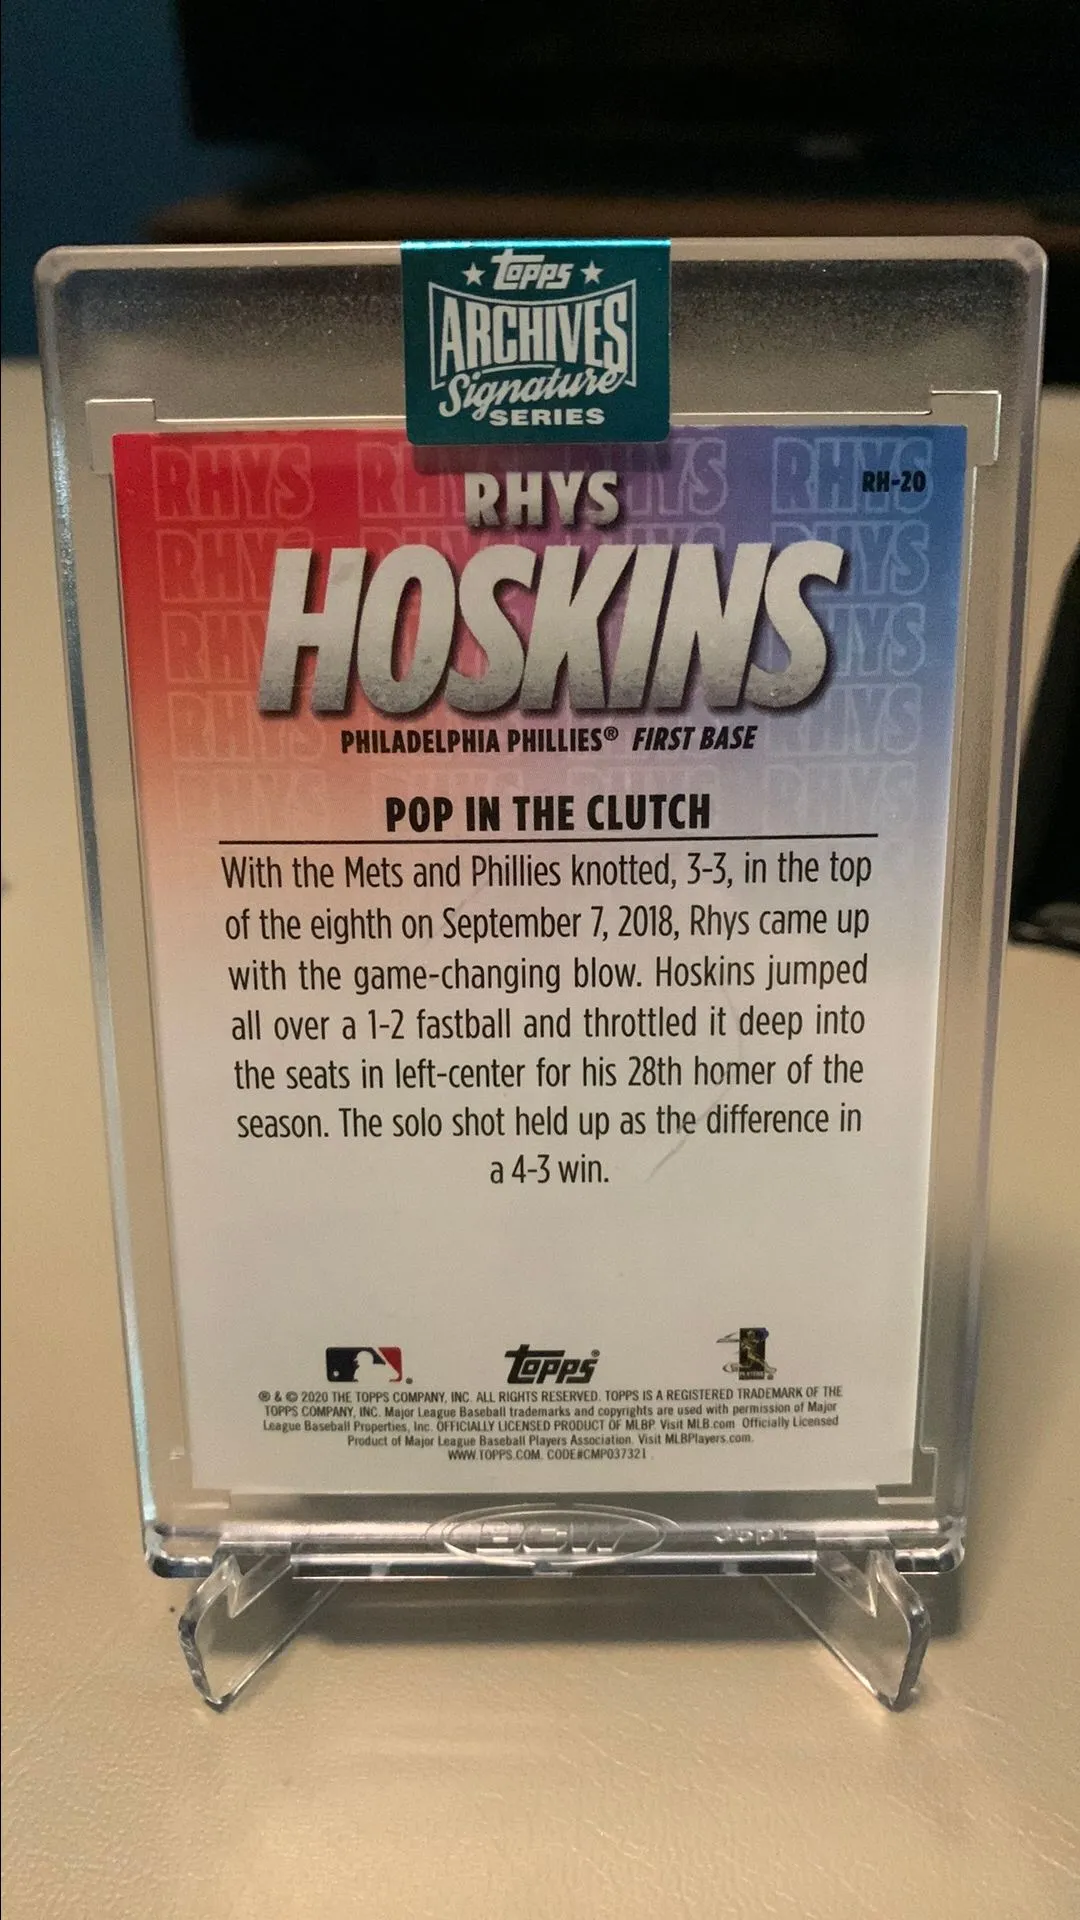 topps
ARCHIVES
Signature
SERIES
RHYS
RH-20
HOSKINS
PHILADELPHIA PHILLIES® FIRST BASE
POP IN THE CLUTCH
With the Mets and Phillies knotted, 3-3, in the top
of the eighth on September 7, 2018, Rhys came up
with the game-changing blow. Hoskins jumped
all over a 1-2 fastball and throttled it deep into
the seats in left-center for his 28th homer of the
season. The solo shot held up as the difference in
a 4-3 win.
topps®
® & © 2020 THE TOPPS COMPANY, INC. ALL RIGHTS RESERVED. TOPPS IS A REGISTERED TRADEMARK OF THE
TOPPS COMPANY, INC. Major League Baseball trademarks and copyrights are used with permission of Major
League Baseball Properties, Inc. OFFICIALLY LICENSED PRODUCT OF MLBP. Visit MLB.com Officially Licensed
Product of Major League Baseball Players Association. Visit MLBPlayers.com.
WWW.TOPPS.COM. CODE#CMP037321
BCW